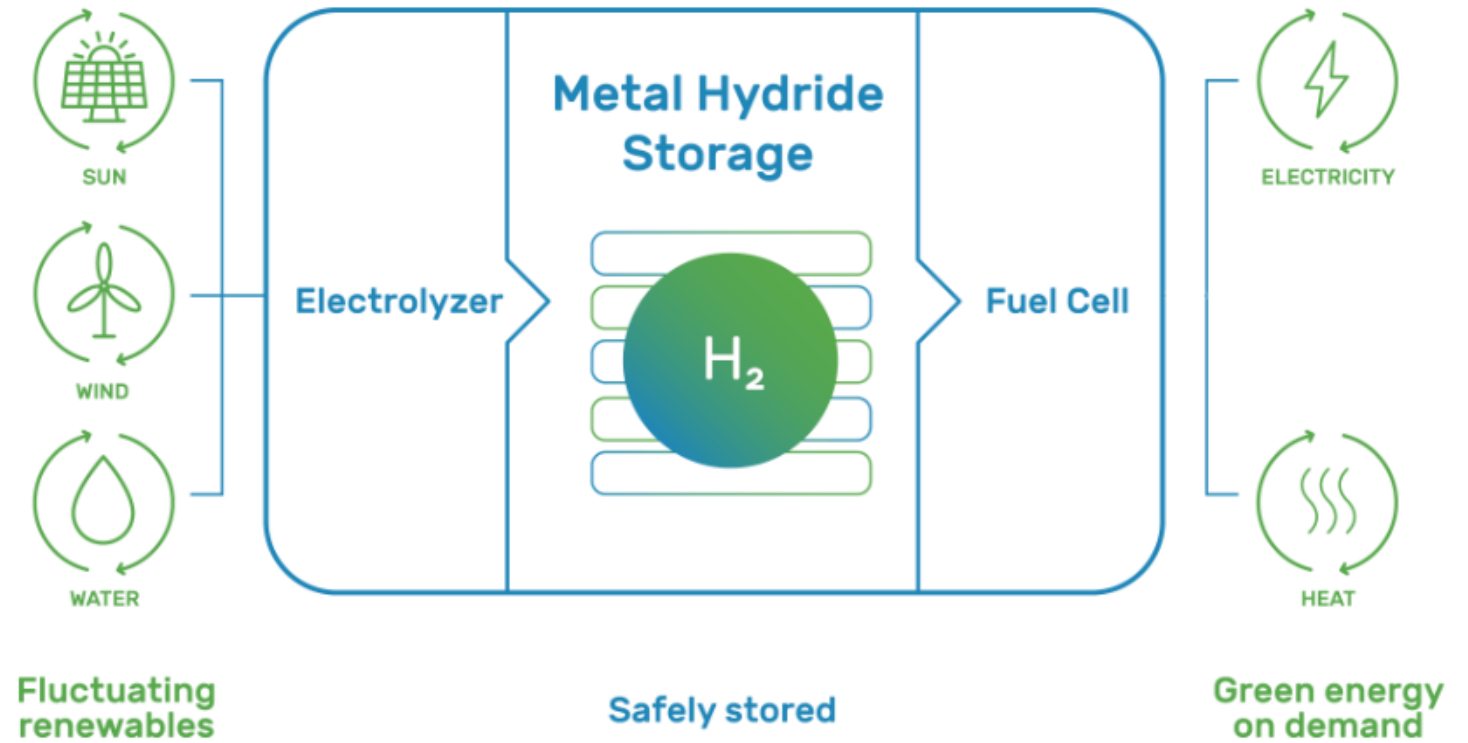 SUN
WIND
WATER
Fluctuating
renewables
Electrolyzer
Metal Hydride
Storage
H₂
Safely stored
Fuel Cell
ELECTRICITY
HEAT
Green energy
on demand